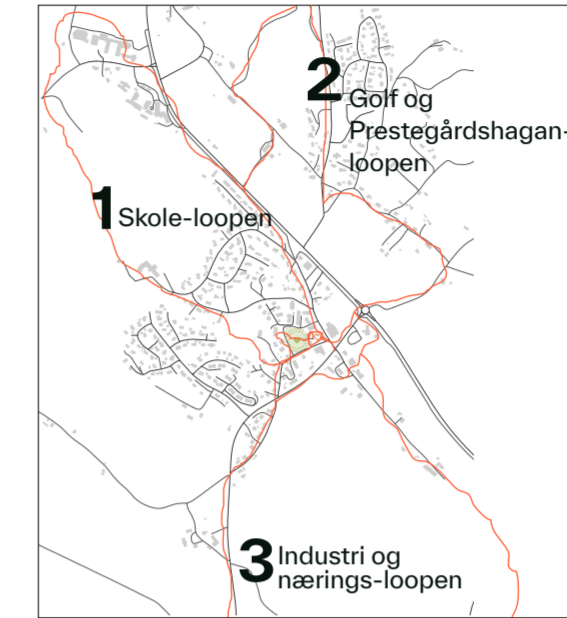 2 Golf og
Prestegårdshagan-
loopen
1 Skole-loopen
3 Industri og
nærings-loopen